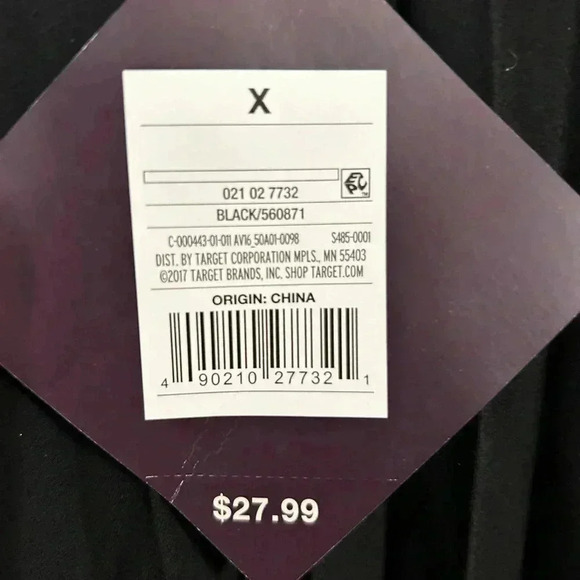 X
021 02 7732
EPC™
BLACK/560871
C-000443-01-011 AV16_50A01-0098 S485-0001
DIST. BY TARGET CORPORATION MPLS., MN 55403
©2017 TARGET BRANDS, INC. SHOP TARGET.COM
ORIGIN: CHINA
4 90210 27732 1
$27.99